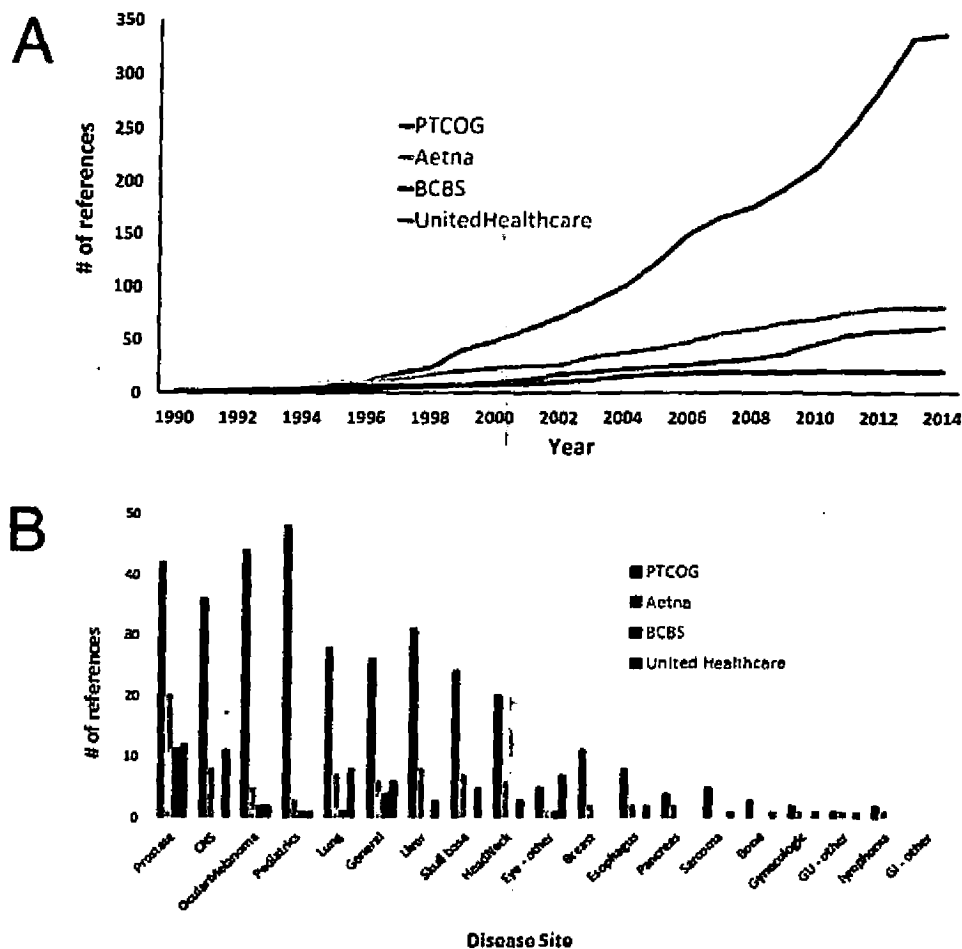 A
350
300
250
200
150
100
50
0
# of references
PTCOG
Aetna
BCBS
UnitedHealthcare
1990 1992 1994 1996 1998 2000 2002 2004 2006 2008 2010 2012 2014
Year
B
50
40
30
20
10
0
# of references
PTCOG
Aetna
BCBS
United Healthcare
Prostate
CNS
OcularMelanoma
Pediatrics
Lung
General
Liver
Skull base
Head/Neck
Eye - other
Breast
Esophagus
Pancreas
Sarcoma
Bone
Gynecologic
GU - other
lymphoma
GI - other
Disease Site